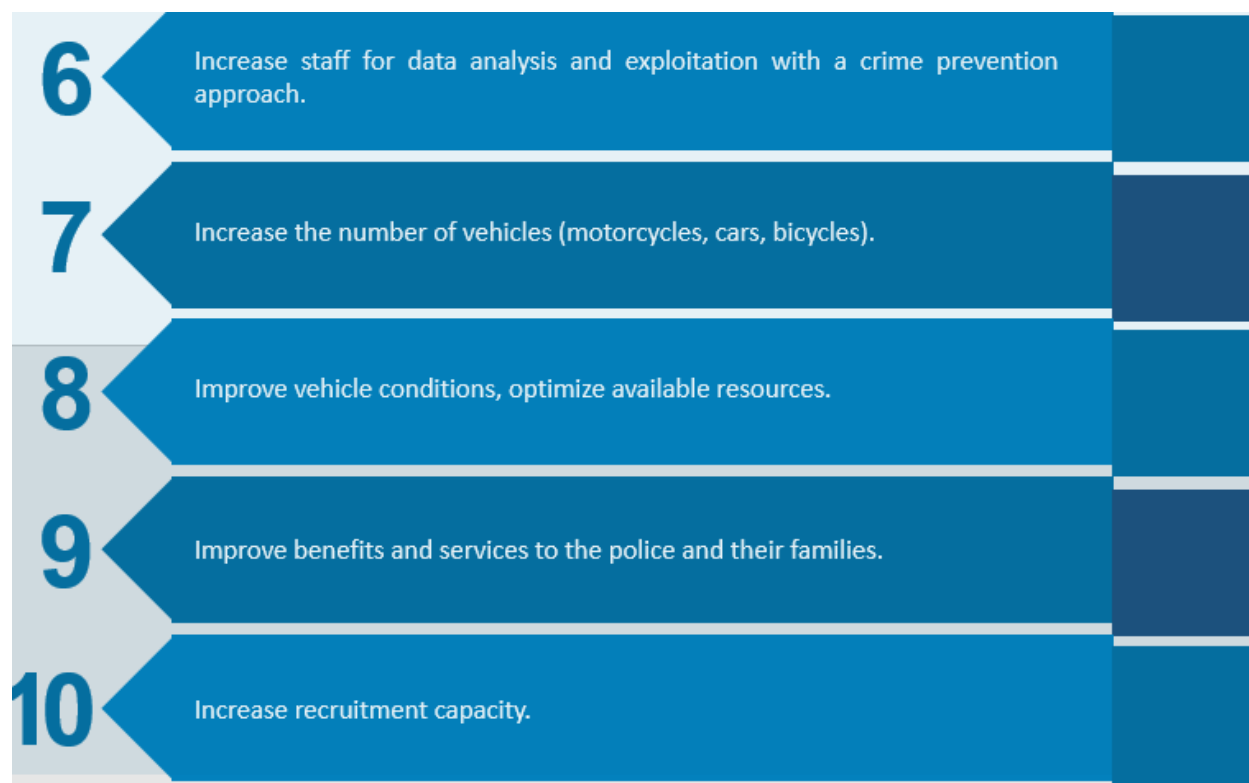 6
Increase staff for data analysis and exploitation with a crime prevention
approach.
7
Increase the number of vehicles (motorcycles, cars, bicycles).
8
Improve vehicle conditions, optimize available resources.
9
Improve benefits and services to the police and their families.
10
Increase recruitment capacity.